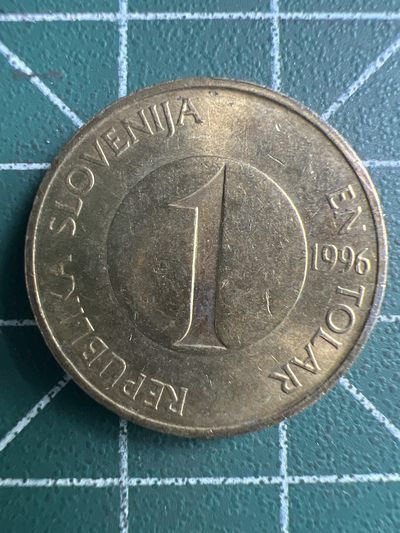 REPUBLIKA SLOVENIJA
1
EN TOLAR
1996